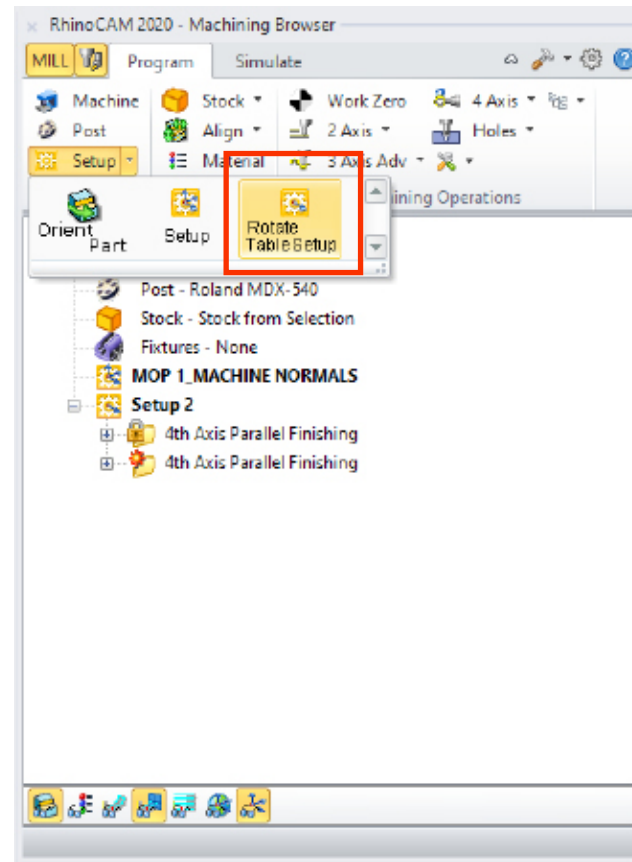 RhinoCAM 2020 - Machining Browser
MILL Program Simulate
Machine Stock Work Zero 4 Axis
Post Align 2 Axis Holes
Setup Material 3 Axis Adv
ining Operations
Orient Part Setup Rotate Table Setup
Post - Roland MDX-540
Stock - Stock from Selection
Fixtures - None
MOP 1_MACHINE NORMALS
Setup 2
4th Axis Parallel Finishing
4th Axis Parallel Finishing